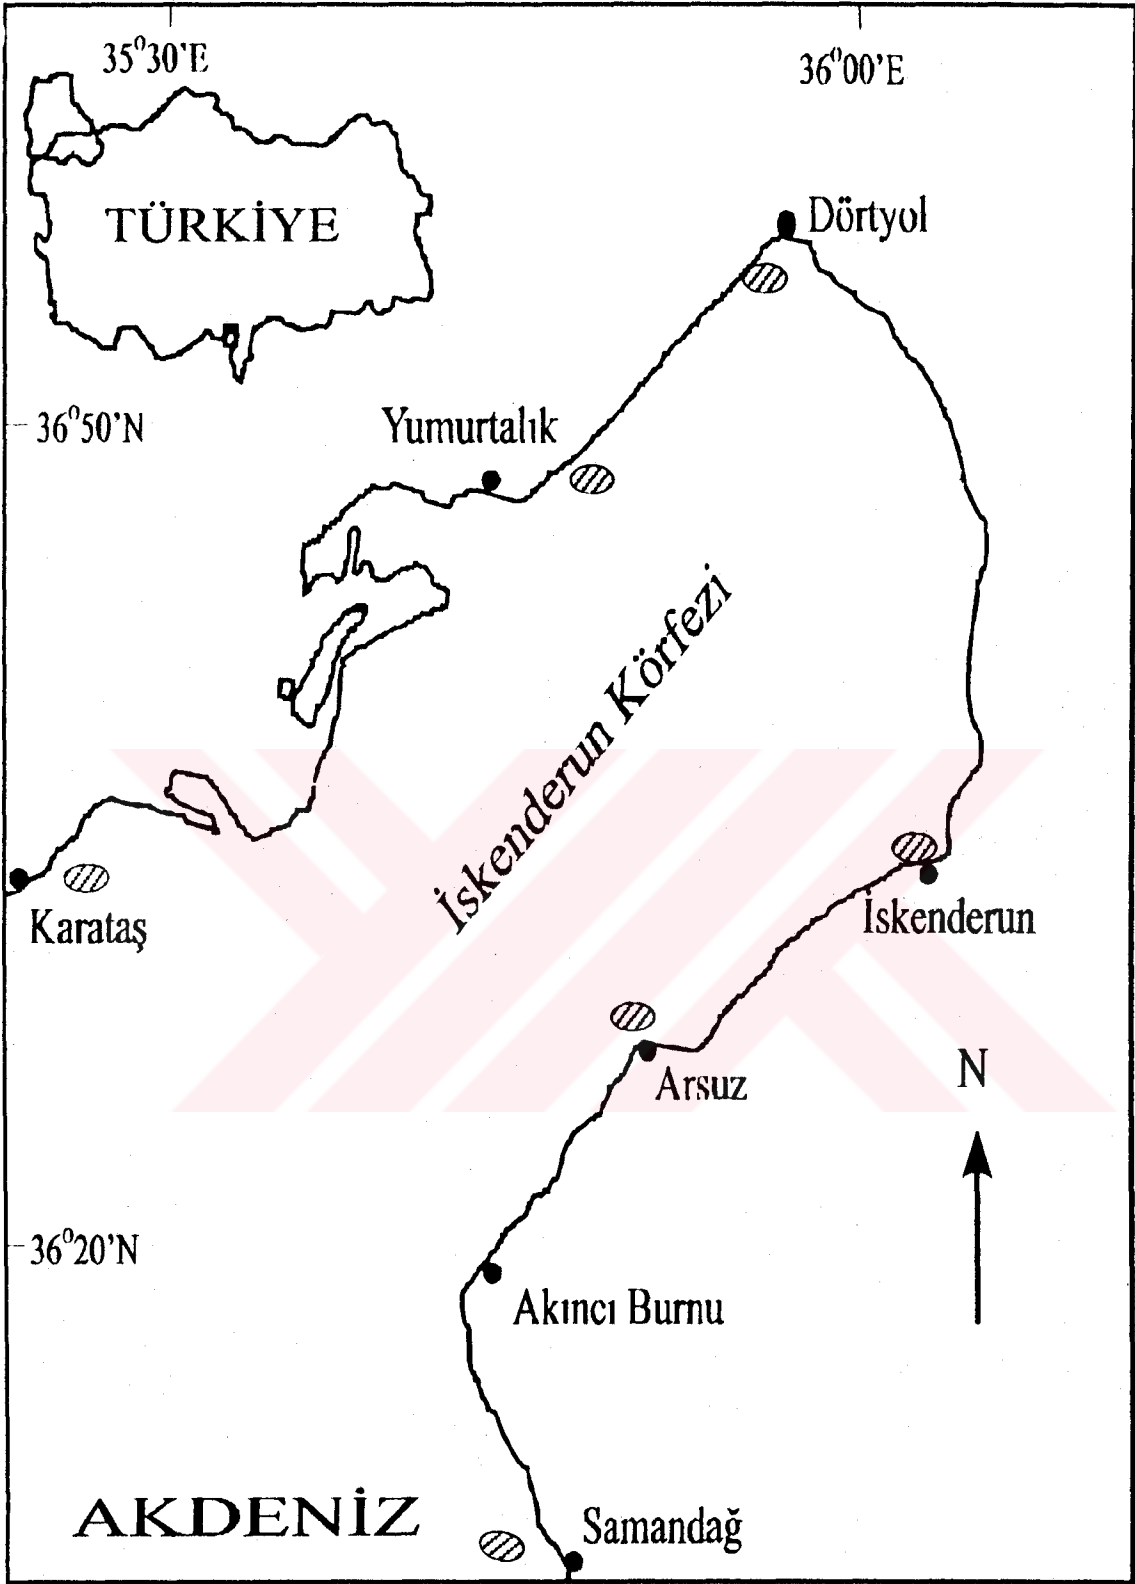 35°30'E
36°00'E
TÜRKİYE
Dörtyol
36°50'N
Yumurtalık
İskenderun Körfezi
Karataş
İskenderun
Arsuz
N
36°20'N
Akıncı Burnu
AKDENİZ
Samandağ